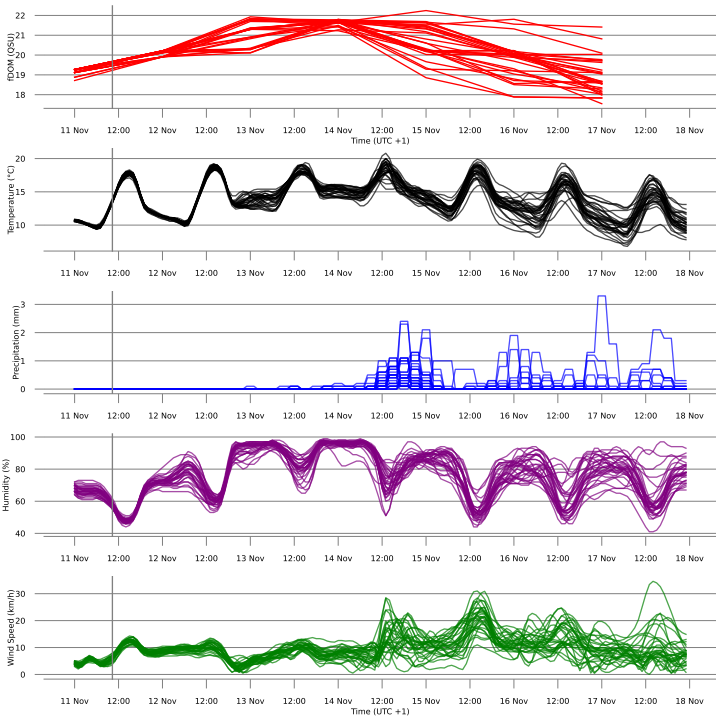 22
21
20
19
18
fDOM (QSU)
11 Nov 12:00 12 Nov 12:00 13 Nov 12:00 14 Nov 12:00 15 Nov 12:00 16 Nov 12:00 17 Nov 12:00 18 Nov
Time (UTC +1)
20
15
10
Temperature (°C)
11 Nov 12:00 12 Nov 12:00 13 Nov 12:00 14 Nov 12:00 15 Nov 12:00 16 Nov 12:00 17 Nov 12:00 18 Nov
3
2
1
0
Precipitation (mm)
11 Nov 12:00 12 Nov 12:00 13 Nov 12:00 14 Nov 12:00 15 Nov 12:00 16 Nov 12:00 17 Nov 12:00 18 Nov
100
80
60
40
Humidity (%)
11 Nov 12:00 12 Nov 12:00 13 Nov 12:00 14 Nov 12:00 15 Nov 12:00 16 Nov 12:00 17 Nov 12:00 18 Nov
30
20
10
0
Wind Speed (km/h)
11 Nov 12:00 12 Nov 12:00 13 Nov 12:00 14 Nov 12:00 15 Nov 12:00 16 Nov 12:00 17 Nov 12:00 18 Nov
Time (UTC +1)